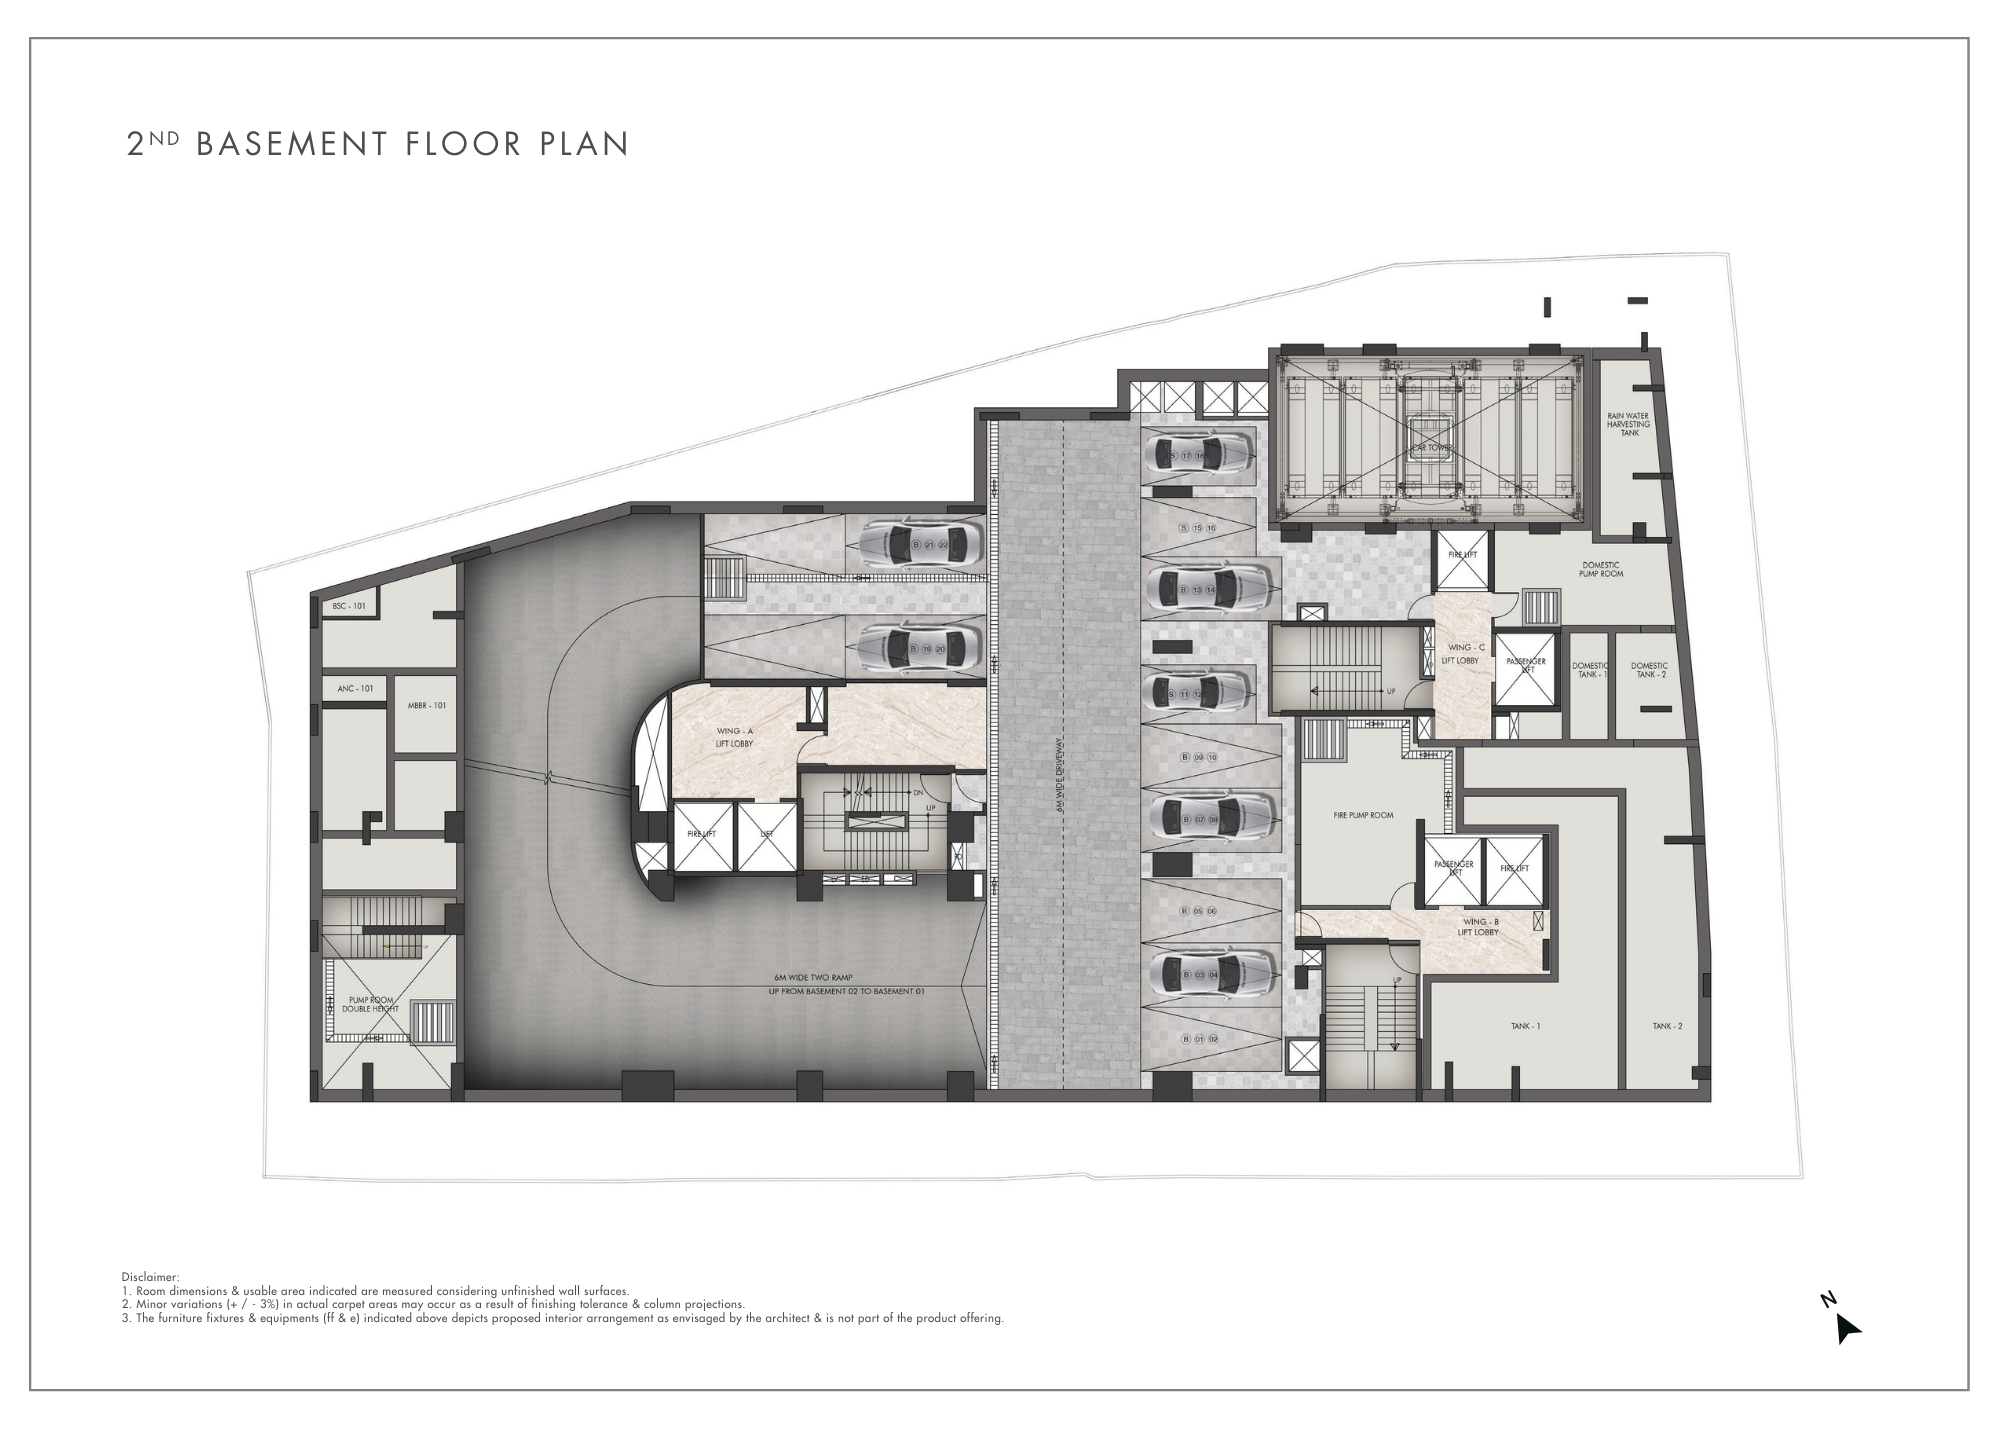 2ND BASEMENT FLOOR PLAN
RAIN WATER
HARVESTING
TANK
CAR TOWER
S 17 18
S 15 16
B 21 22
FIRE LIFT
DOMESTIC
PUMP ROOM
B 13 14
BSC - 101
B 19 20
WING - C
LIFT LOBBY
PASSENGER
LIFT
DOMESTIC
TANK - 1
DOMESTIC
TANK - 2
UP
ANC - 101
MBBR - 101
S 11 12
WING - A
LIFT LOBBY
B 09 10
6M WIDE DRIVEWAY
DN
UP
FIRE LIFT
LIFT
B 07 08
FIRE PUMP ROOM
PASSENGER
LIFT
FIRE LIFT
B 05 06
WING - B
LIFT LOBBY
6M WIDE TWO RAMP
UP FROM BASEMENT 02 TO BASEMENT 01
B 03 04
UP
PUMP ROOM
DOUBLE HEIGHT
B 01 02
TANK - 1
TANK - 2
Disclaimer:
1. Room dimensions & usable area indicated are measured considering unfinished wall surfaces.
2. Minor variations (+ / - 3%) in actual carpet areas may occur as a result of finishing tolerance & column projections.
3. The furniture fixtures & equipments (ff & e) indicated above depicts proposed interior arrangement as envisaged by the architect & is not part of the product offering.
N